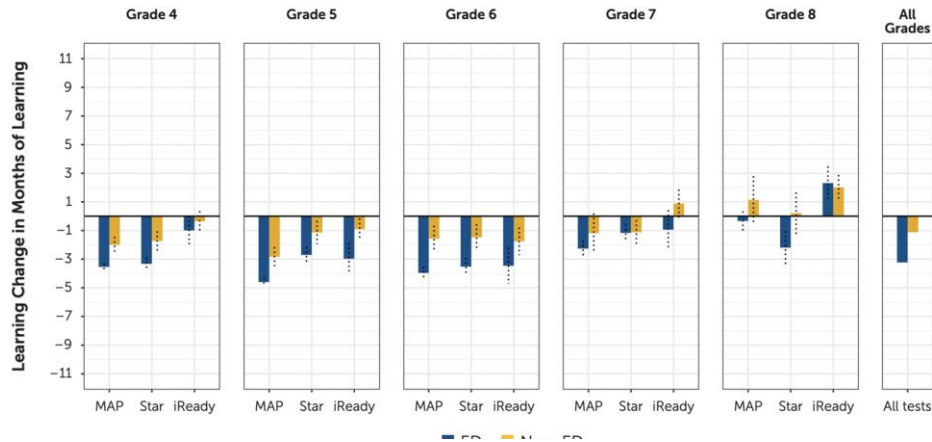 Grade 4
Grade 5
Grade 6
Grade 7
Grade 8
All
Grades
Learning Change in Months of Learning
11
9
7
5
3
1
−1
−3
−5
−7
−9
−11
MAP Star iReady
MAP Star iReady
MAP Star iReady
MAP Star iReady
MAP Star iReady
All tests